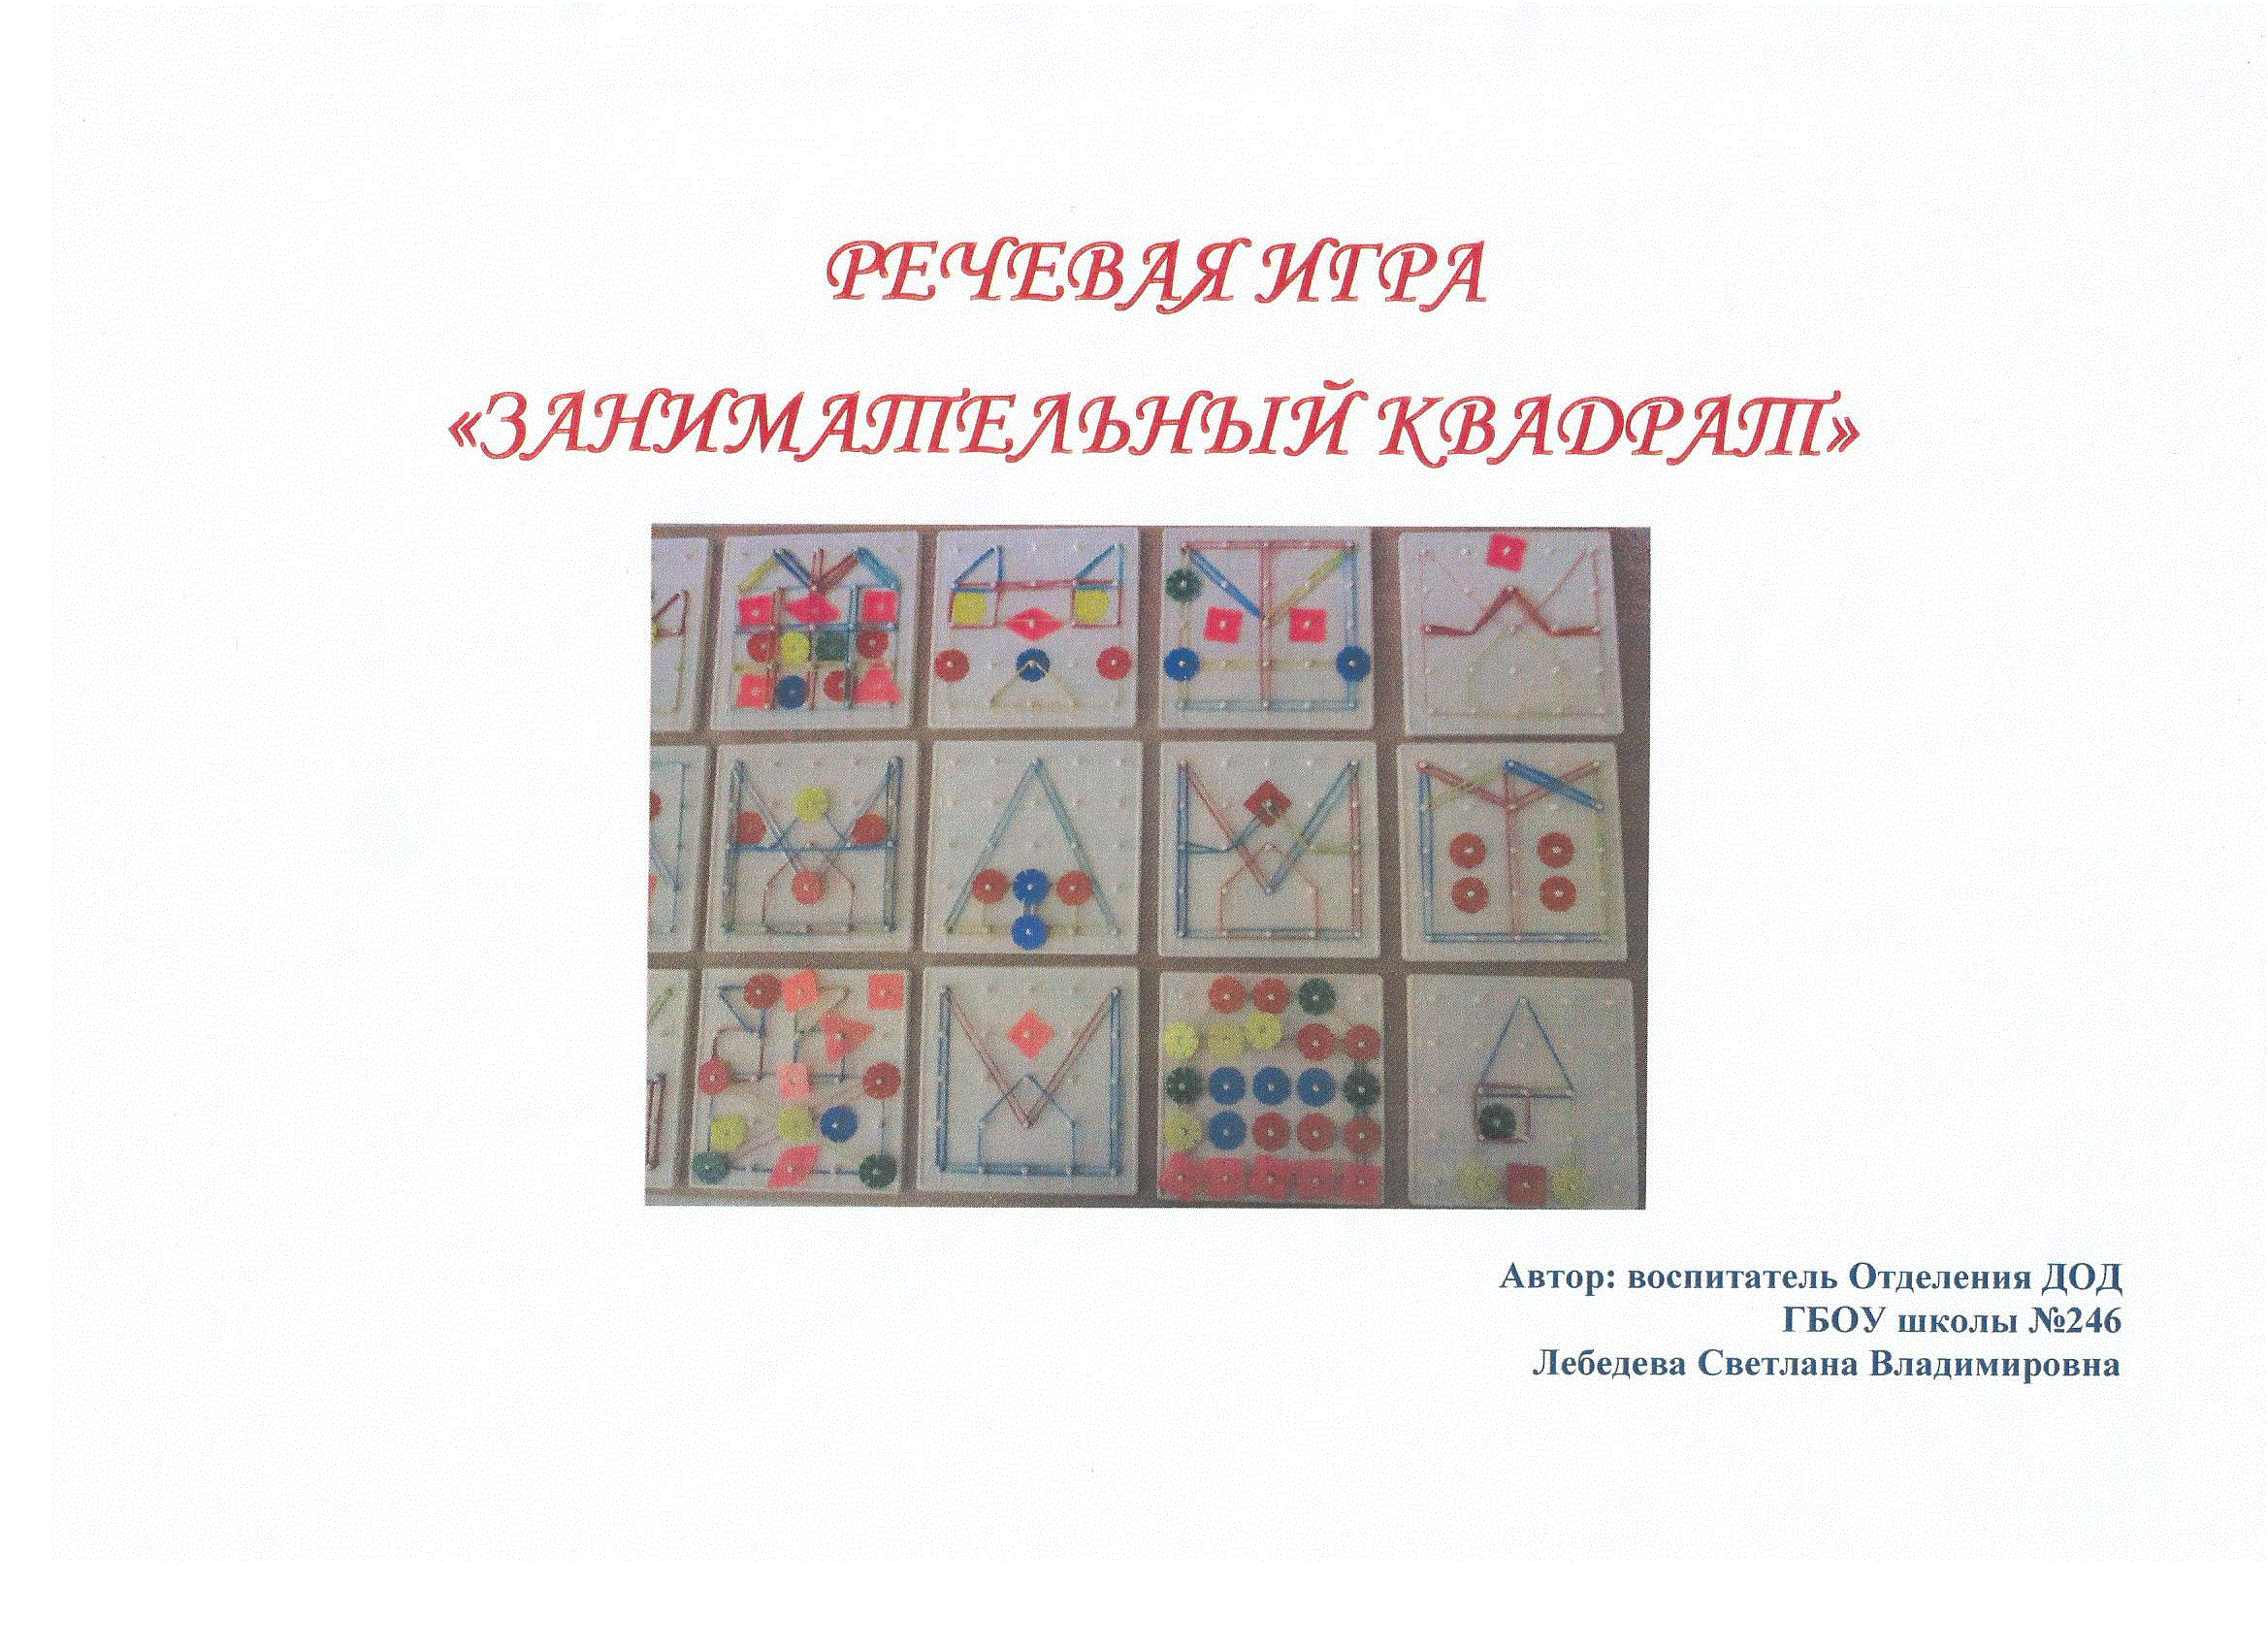 РЕЧЕВАЯ ИГРА
«ЗАНИМАТЕЛЬНЫЙ КВАДРАТ»
Автор: воспитатель Отделения ДОД
ГБОУ школы №246
Лебедева Светлана Владимировна